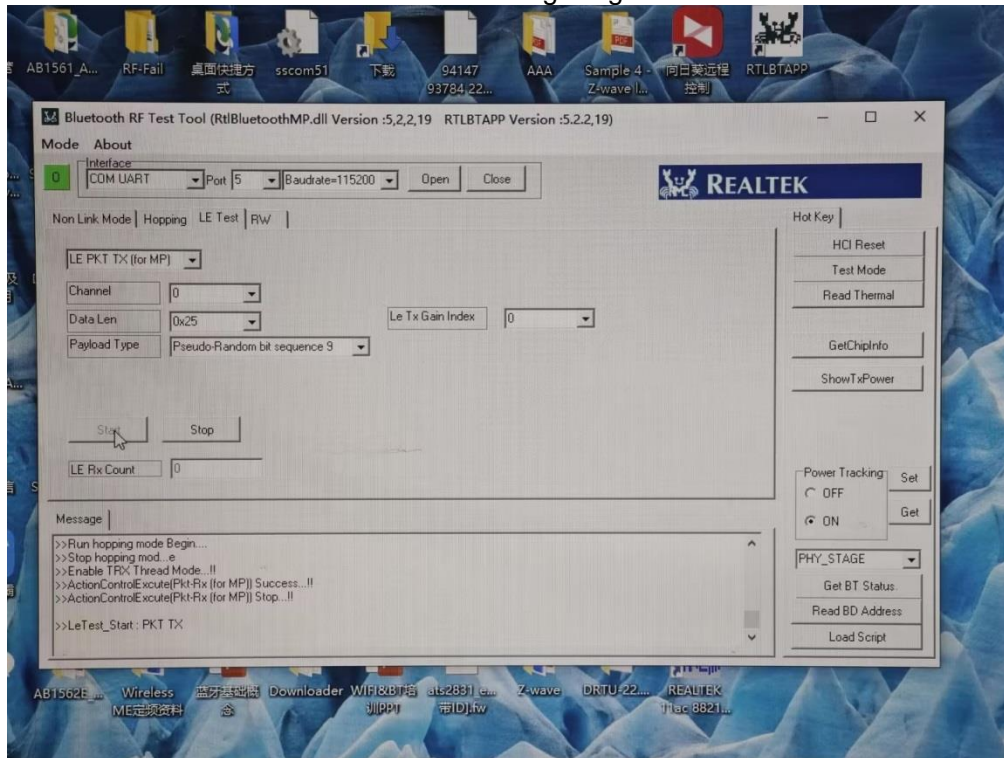 AB1561_A...
RF-Fail
桌面快捷方式
sscom51
下载
94147
93784,22...
AAA
Sample 4 -
Z-wave l...
向日葵远程控制
RTLBTAPP
Bluetooth RF Test Tool (RtlBluetoothMP.dll Version :5,2,2,19   RTLBTAPP Version :5.2.2,19)
Mode   About
Interface
0
COM UART
Port
5
Baudrate=115200
Open
Close
REALTEK
Non Link Mode
Hopping
LE Test
RW
Hot Key
LE PKT TX (for MP)
Channel
0
Data Len
0x25
Le Tx Gain Index
0
Payload Type
Pseudo-Random bit sequence 9
Start
Stop
LE Rx Count
0
HCI Reset
Test Mode
Read Thermal
GetChipInfo
ShowTxPower
Power Tracking
OFF
ON
Set
Get
PHY_STAGE
Get BT Status
Read BD Address
Load Script
Message
>>Run hopping mode Begin....
>>Stop hopping mod...e
>>Enable TRX Thread Mode...!!
>>ActionControlExcute(Pkt-Rx (for MP)) Success...!!
>>ActionControlExcute(Pkt-Rx (for MP)) Stop...!!
>>LeTest_Start : PKT TX
AB1562E_...
Wireless
ME定频资料
蓝牙基础概念
Downloader
WIFI&BT培训PPT
ats2831_e...
带ID].fw
Z-wave
DRTU-22....
REALTEK
11ac 8821...